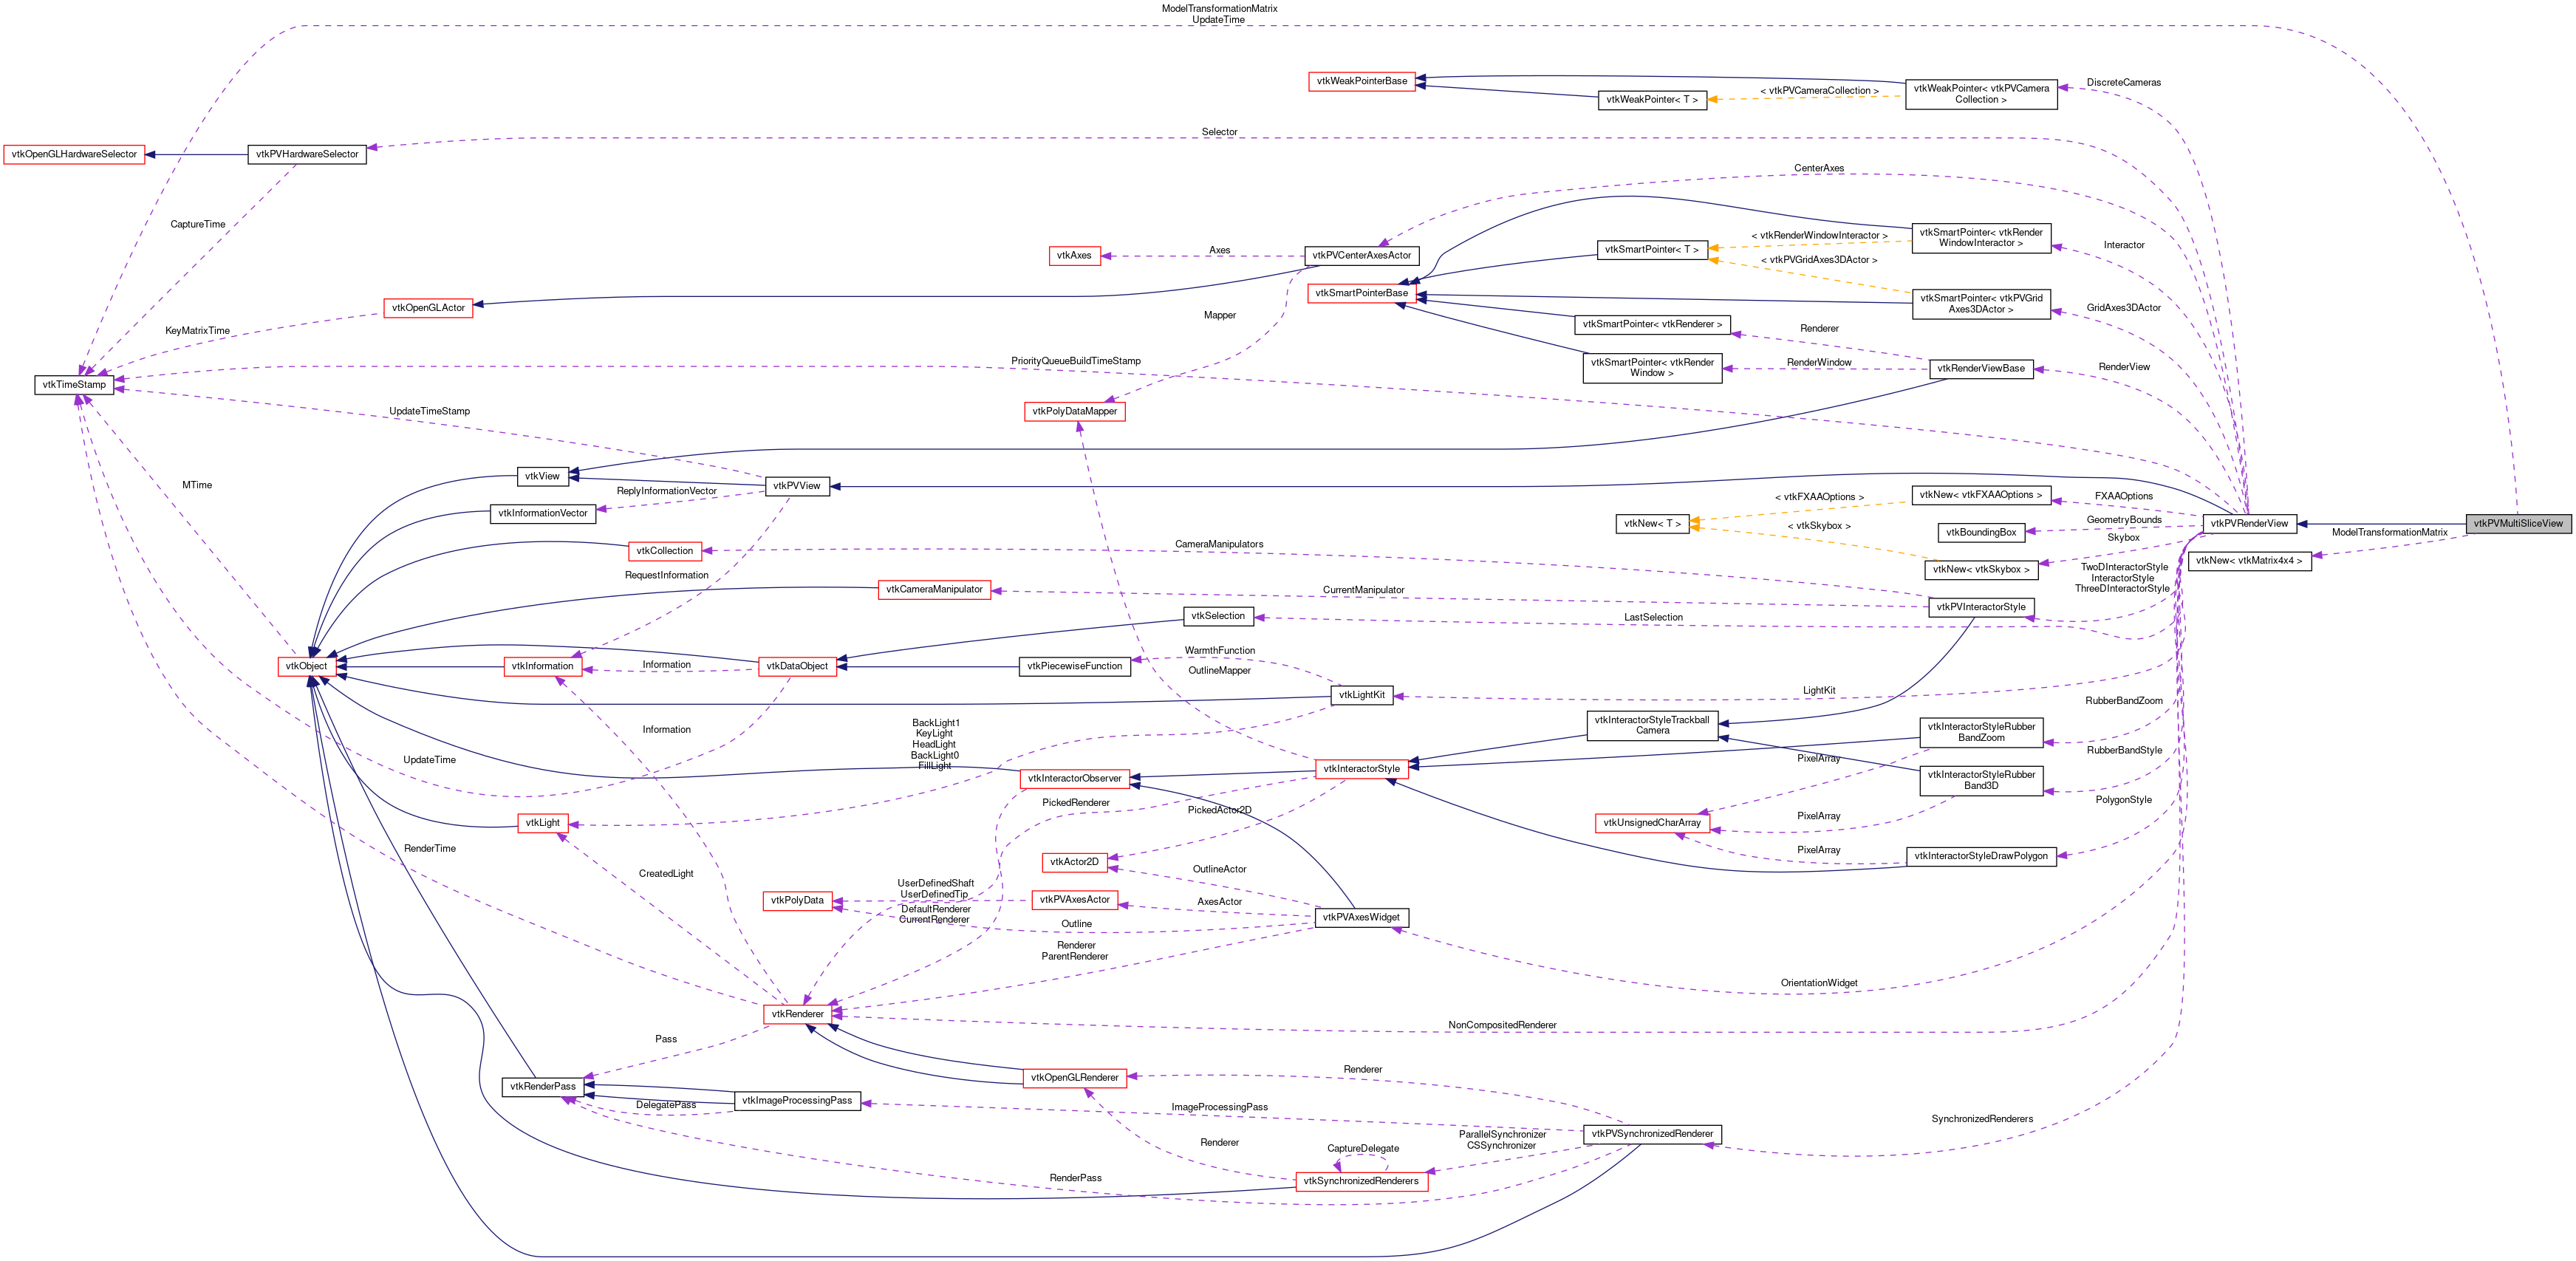 ModelTransformationMatrix
UpdateTime
vtkWeakPointerBase
DiscreteCameras
vtkWeakPointer< vtkPVCamera
Collection >
< vtkPVCameraCollection >
vtkWeakPointer< T >
Selector
vtkOpenGLHardwareSelector
vtkPVHardwareSelector
CenterAxes
CaptureTime
vtkSmartPointer< vtkRender
WindowInteractor >
< vtkRenderWindowInteractor >
Interactor
vtkAxes
Axes
vtkPVCenterAxesActor
vtkSmartPointer< T >
< vtkPVGridAxes3DActor >
vtkSmartPointerBase
vtkSmartPointer< vtkPVGrid
Axes3DActor >
GridAxes3DActor
vtkOpenGLActor
Mapper
KeyMatrixTime
vtkSmartPointer< vtkRenderer >
Renderer
PriorityQueueBuildTimeStamp
vtkSmartPointer< vtkRender
Window >
RenderWindow
vtkRenderViewBase
RenderView
vtkTimeStamp
UpdateTimeStamp
vtkPolyDataMapper
vtkView
vtkPVView
MTime
ReplyInformationVector
vtkInformationVector
< vtkFXAAOptions >
vtkNew< vtkFXAAOptions >
FXAAOptions
vtkNew< T >
< vtkSkybox >
vtkBoundingBox
GeometryBounds
Skybox
vtkPVRenderView
vtkPVMultiSliceView
ModelTransformationMatrix
vtkCollection
CameraManipulators
vtkNew< vtkSkybox >
vtkNew< vtkMatrix4x4 >
RequestInformation
vtkCameraManipulator
CurrentManipulator
TwoDInteractorStyle
InteractorStyle
ThreeDInteractorStyle
vtkPVInteractorStyle
vtkSelection
LastSelection
vtkObject
vtkInformation
Information
vtkDataObject
vtkPiecewiseFunction
WarmthFunction
OutlineMapper
vtkLightKit
LightKit
RubberBandZoom
Information
BackLight1
KeyLight
HeadLight
BackLight0
FillLight
vtkInteractorStyleTrackball
Camera
vtkInteractorStyleRubber
BandZoom
UpdateTime
vtkInteractorObserver
vtkInteractorStyle
PixelArray
RubberBandStyle
vtkInteractorStyleRubber
Band3D
PickedRenderer
PickedActor2D
PolygonStyle
vtkLight
vtkUnsignedCharArray
PixelArray
RenderTime
vtkActor2D
PixelArray
vtkInteractorStyleDrawPolygon
CreatedLight
OutlineActor
UserDefinedShaft
UserDefinedTip
vtkPolyData
vtkPVAxesActor
AxesActor
DefaultRenderer
CurrentRenderer
Outline
vtkPVAxesWidget
Renderer
ParentRenderer
OrientationWidget
vtkRenderer
NonCompositedRenderer
Pass
vtkRenderPass
vtkOpenGLRenderer
Renderer
DelegatePass
vtkImageProcessingPass
ImageProcessingPass
SynchronizedRenderers
Renderer
CaptureDelegate
ParallelSynchronizer
CSSynchronizer
vtkPVSynchronizedRenderer
RenderPass
vtkSynchronizedRenderers